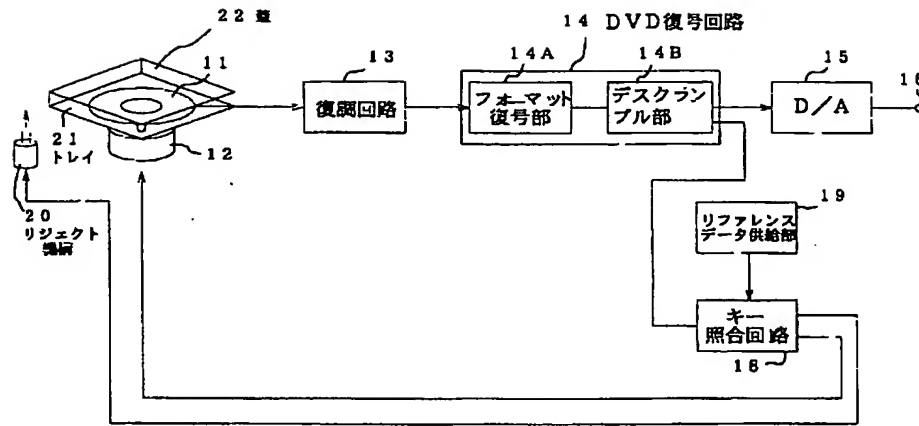 22 蓋
11
21
トレイ
12
20
リジェクト
機構
13
復調回路
14 DVD復号回路
14A
フォーマット
復号部
14B
デスクラン
ブル部
15
D/A
16
19
リファレンス
データ供給部
キー
照合回路
18